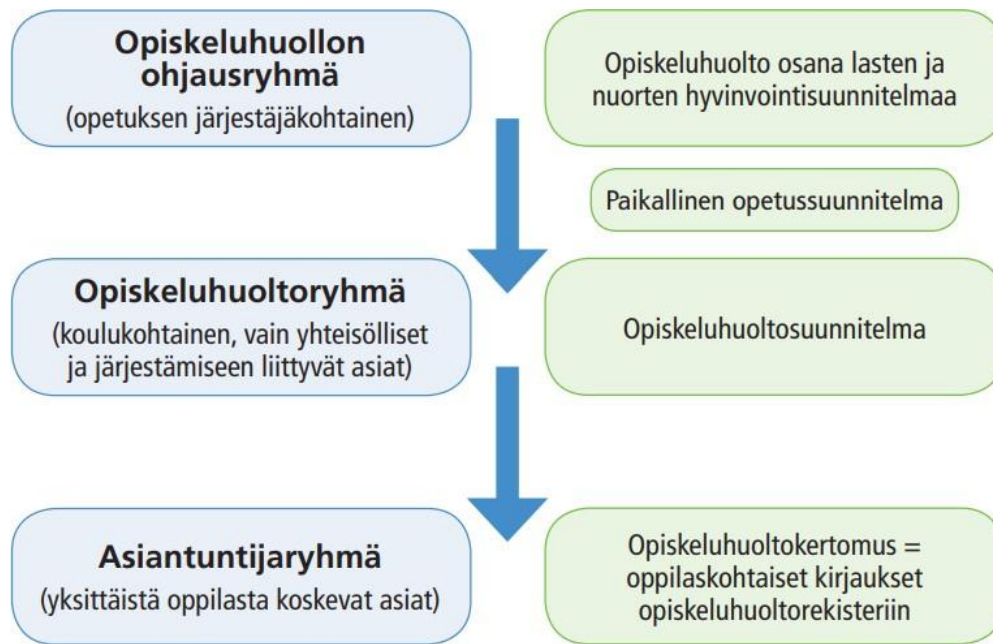 Opiskeluhuollon
ohjausryhmä
(opetuksen järjestäjäkohtainen)
Opiskeluhuolto osana lasten ja
nuorten hyvinvointisuunnitelmaa
Paikallinen opetussuunnitelma
Opiskeluhuoltoryhmä
(koulukohtainen, vain yhteisölliset
ja järjestämiseen liittyvät asiat)
Opiskeluhuoltosuunnitelma
Asiantuntijaryhmä
(yksittäistä oppilasta koskevat asiat)
Opiskeluhuoltokertomus =
oppilaskohtaiset kirjaukset
opiskeluhuoltorekisteriin